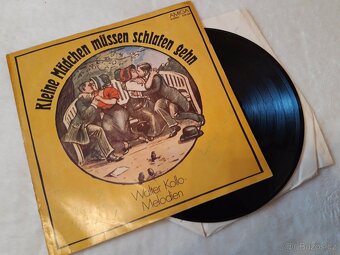 AMIGA
Kleine Mädchen müssen schlafen gehn
Walter Kollo-
Melodien